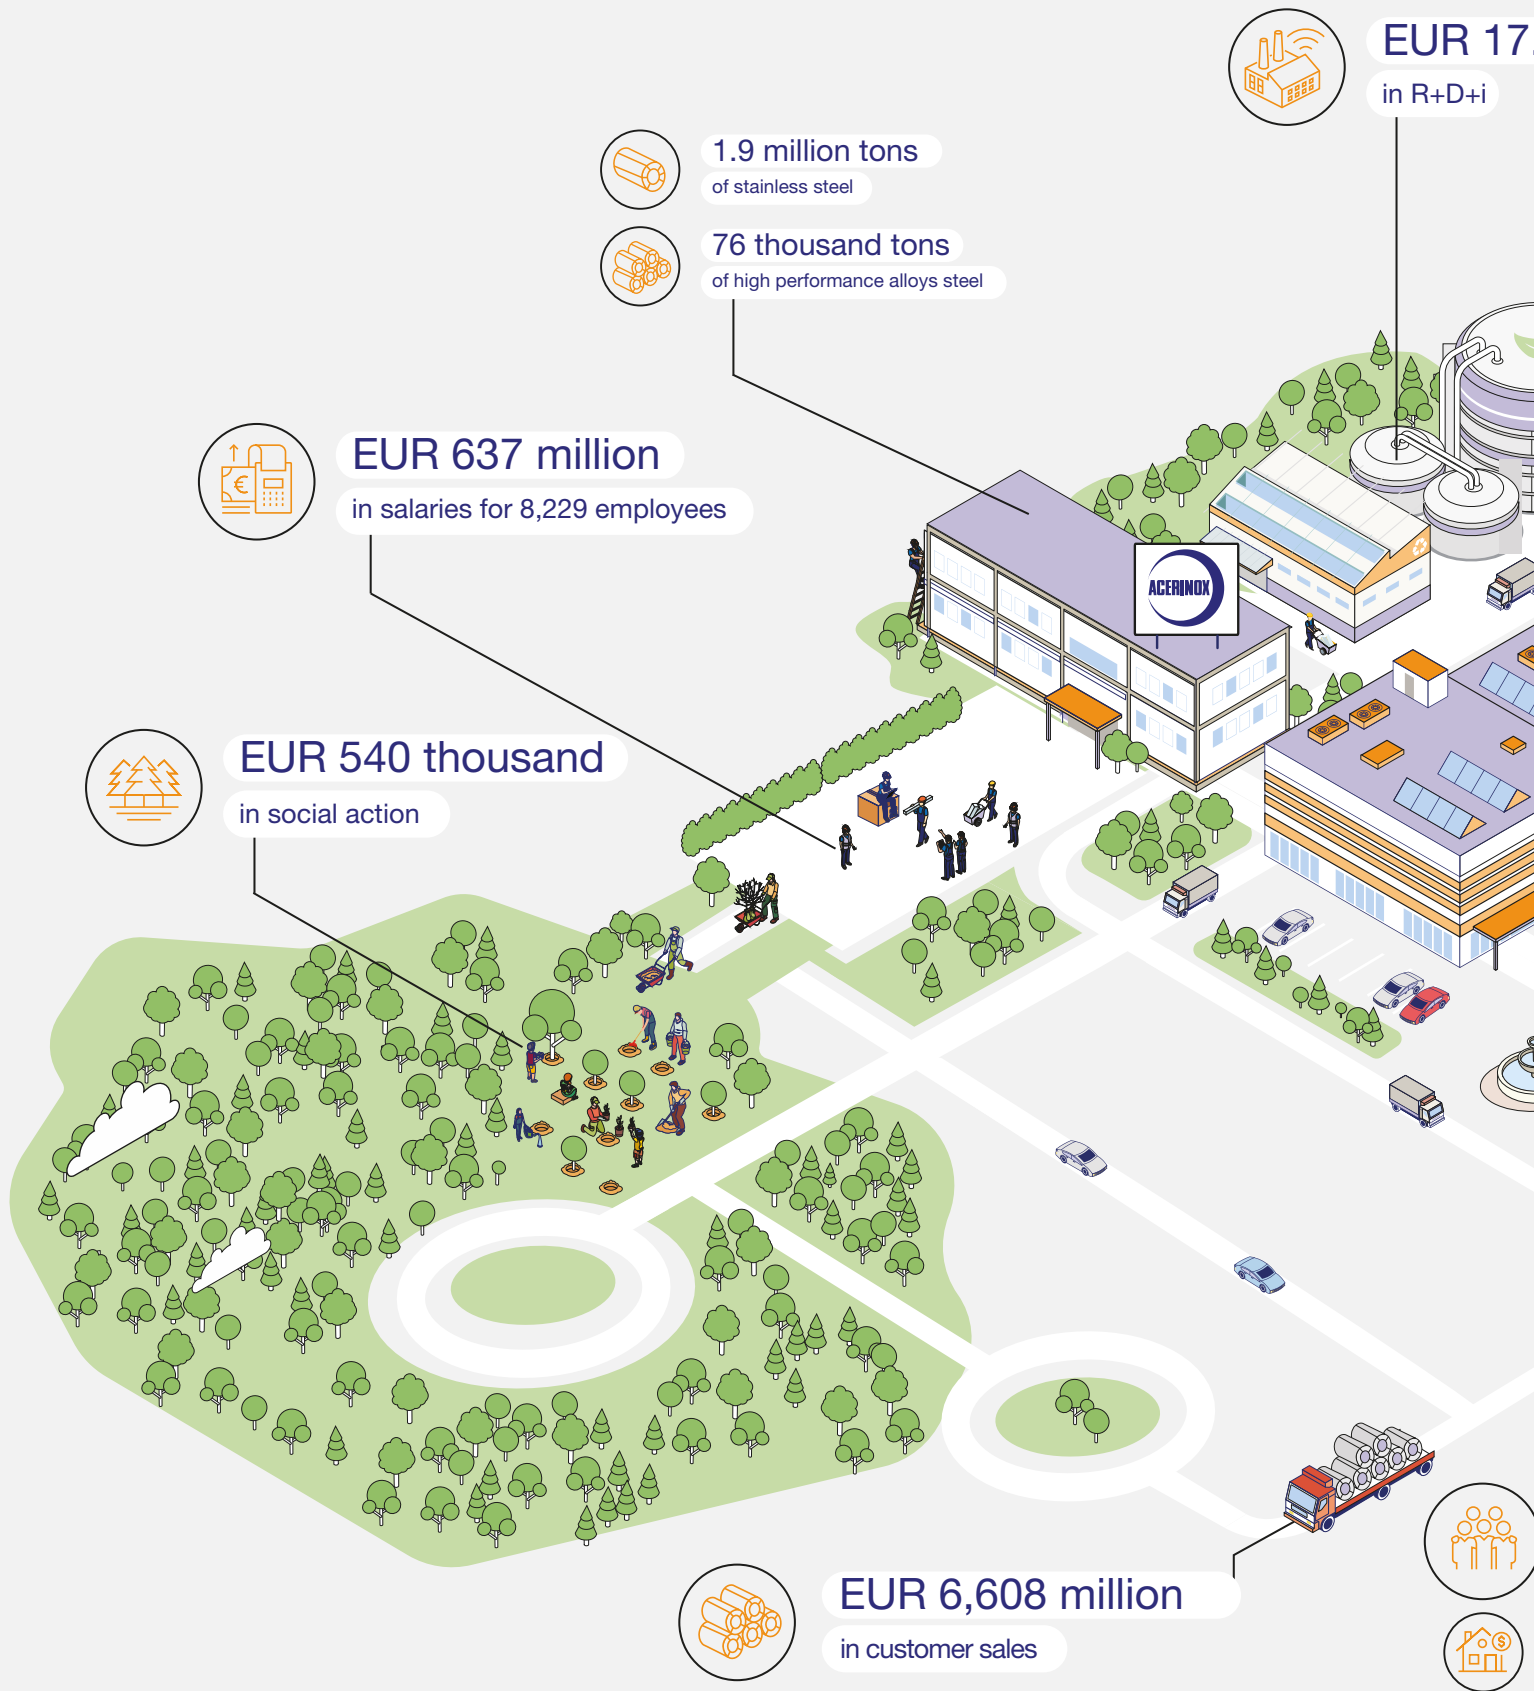 EUR 17.
in R+D+i
1.9 million tons
of stainless steel
76 thousand tons
of high performance alloys steel
EUR 637 million
in salaries for 8,229 employees
ACERINOX
EUR 540 thousand
in social action
EUR 6,608 million
in customer sales